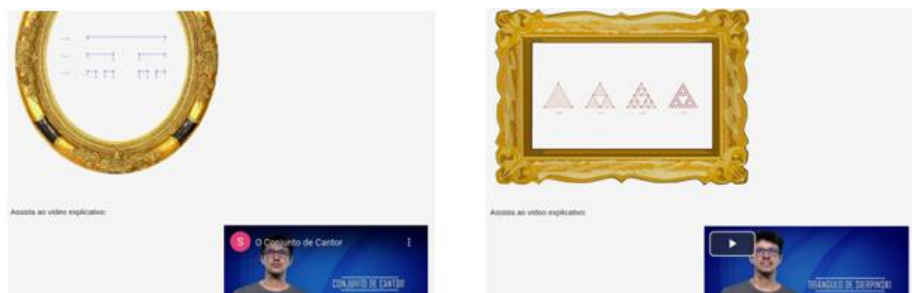 Assista ao vídeo explicativo:
S
O Conjunto de Cantor
CONJUNTO DE CANTOR
Assista ao vídeo explicativo:
TRIÂNGULO DE SIERPINSKI